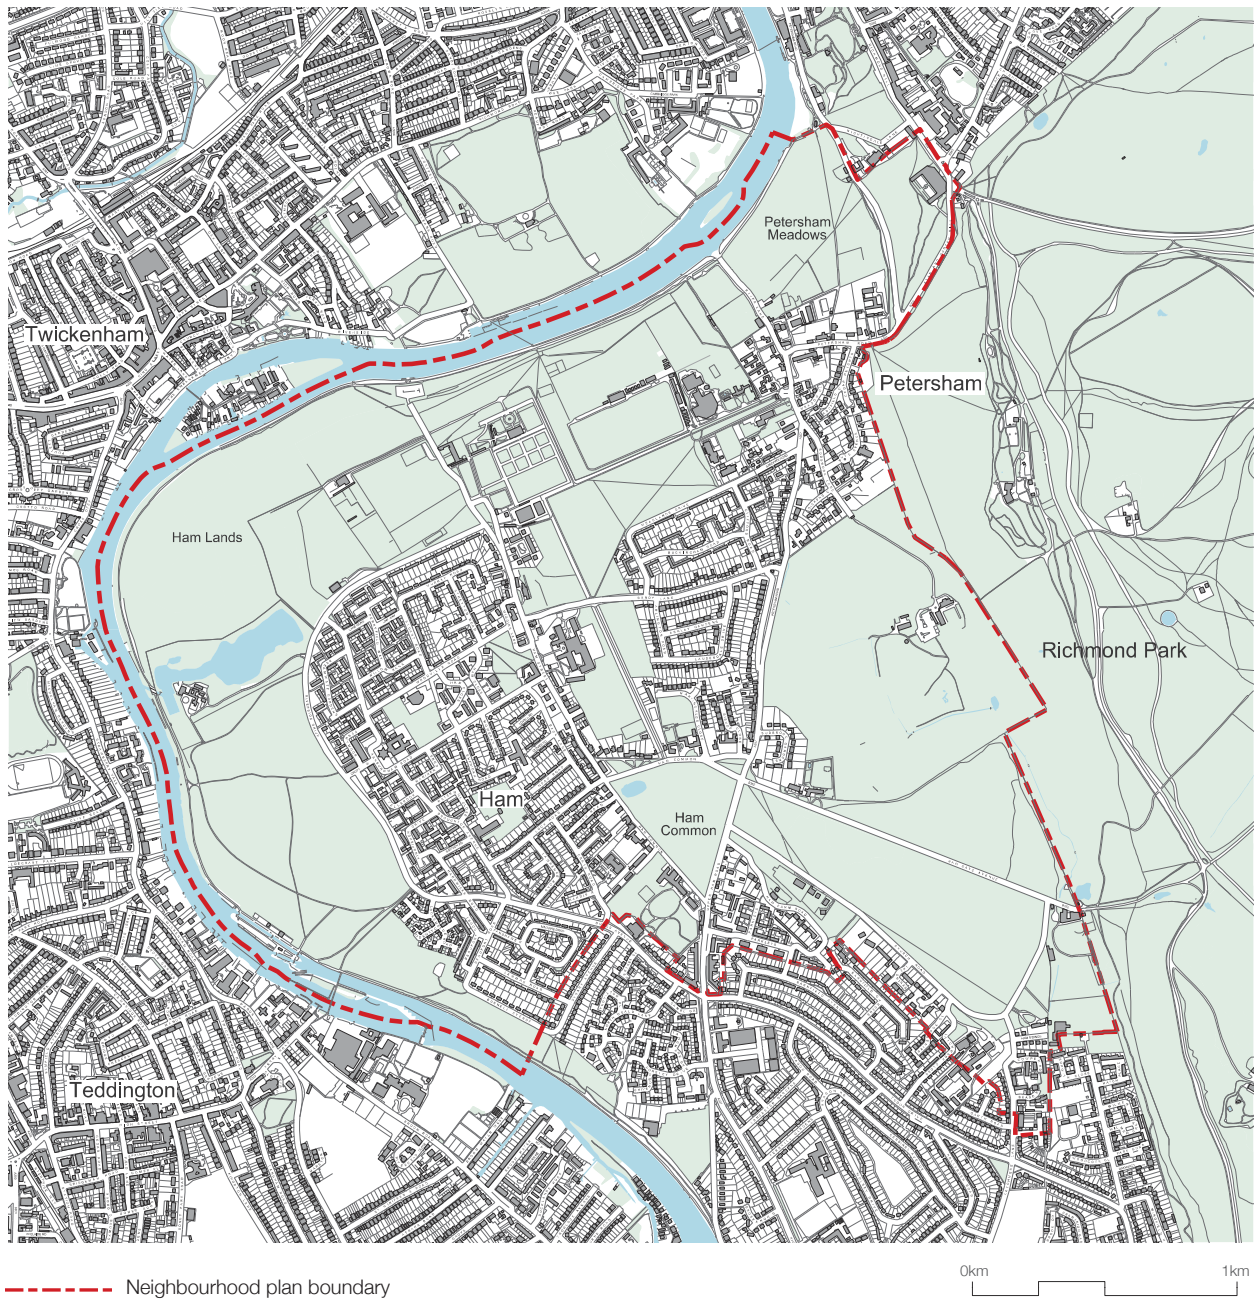 Petersham
Meadows
Twickenham
Petersham
Ham Lands
Richmond Park
Ham
Ham
Common
Teddington
Neighbourhood plan boundary
0km
1km